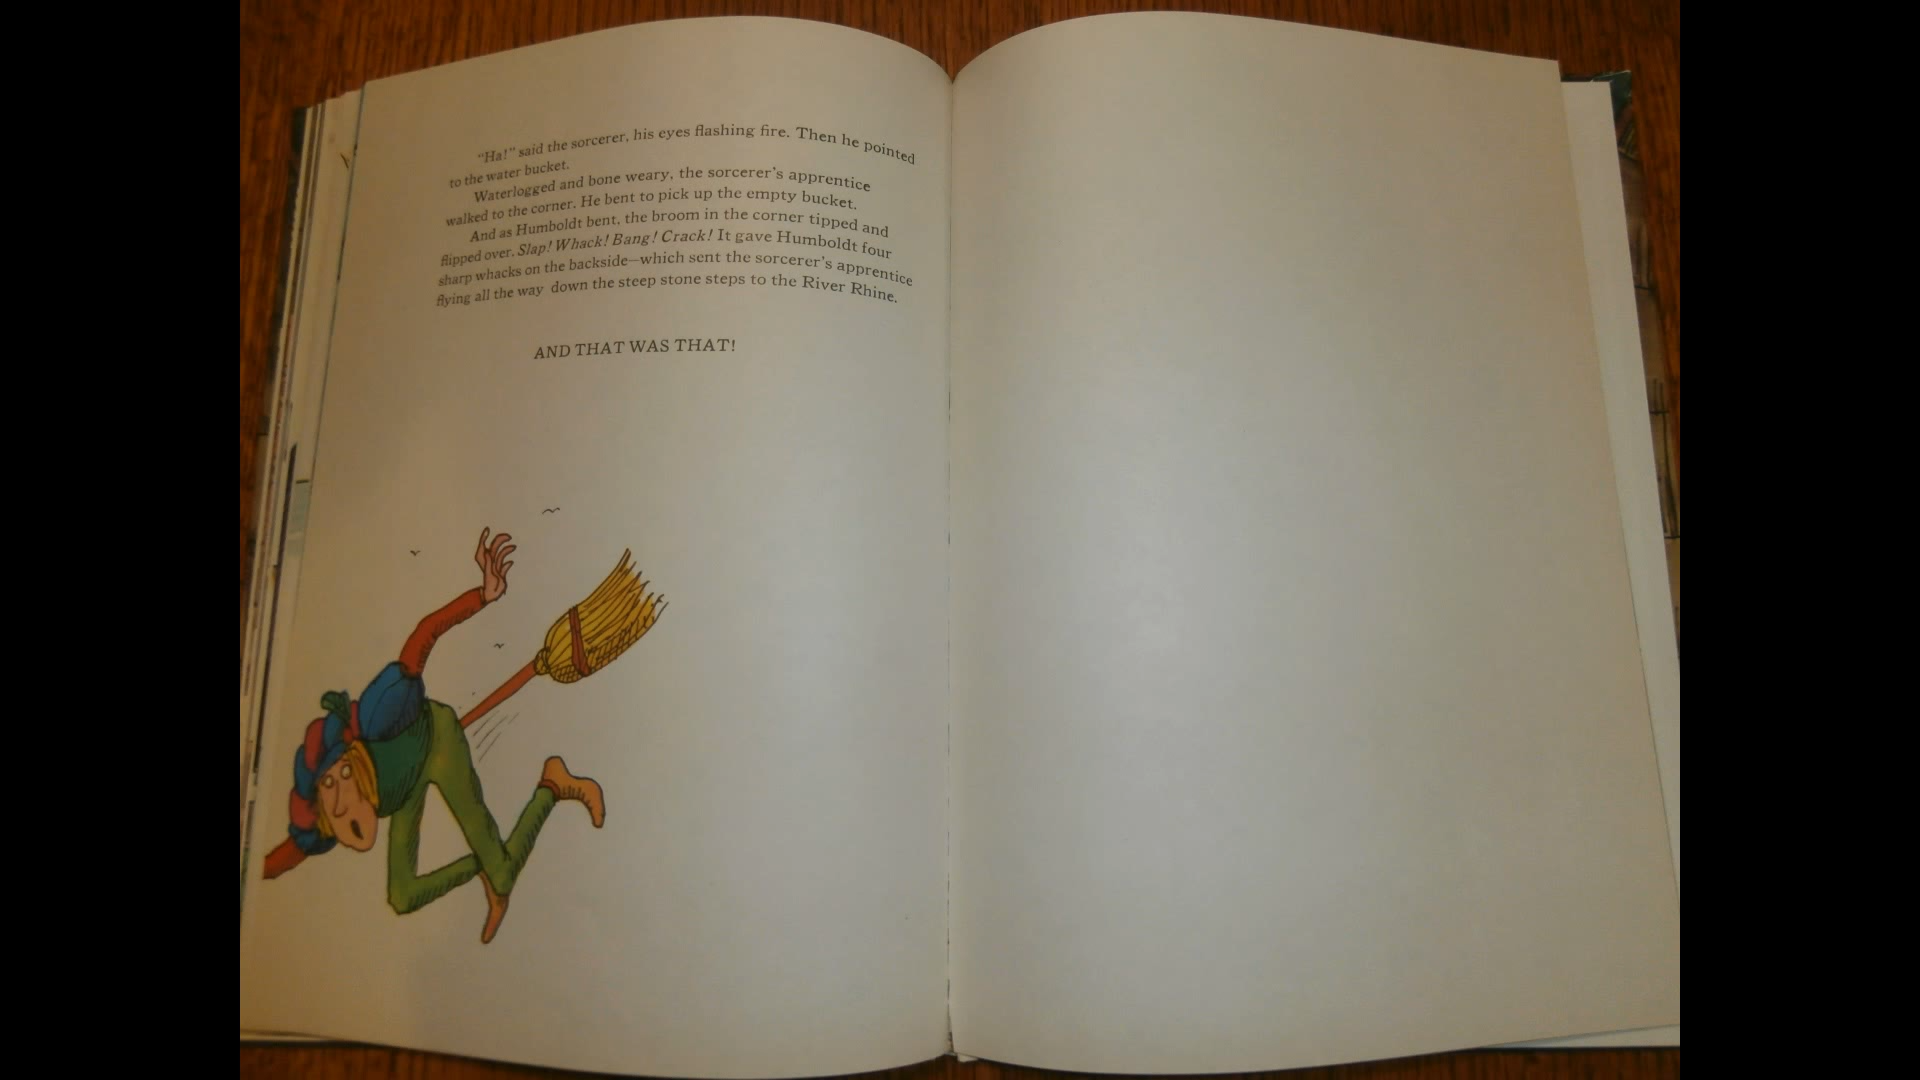 “Ha!” said the sorcerer, his eyes flashing fire. Then he pointed
to the water bucket.
Waterlogged and bone weary, the sorcerer’s apprentice
walked to the corner. He bent to pick up the empty bucket.
And as Humboldt bent, the broom in the corner tipped and
flipped over. Slap! Whack! Bang! Crack! It gave Humboldt four
sharp whacks on the backside—which sent the sorcerer’s apprentice
flying all the way down the steep stone steps to the River Rhine.
AND THAT WAS THAT!